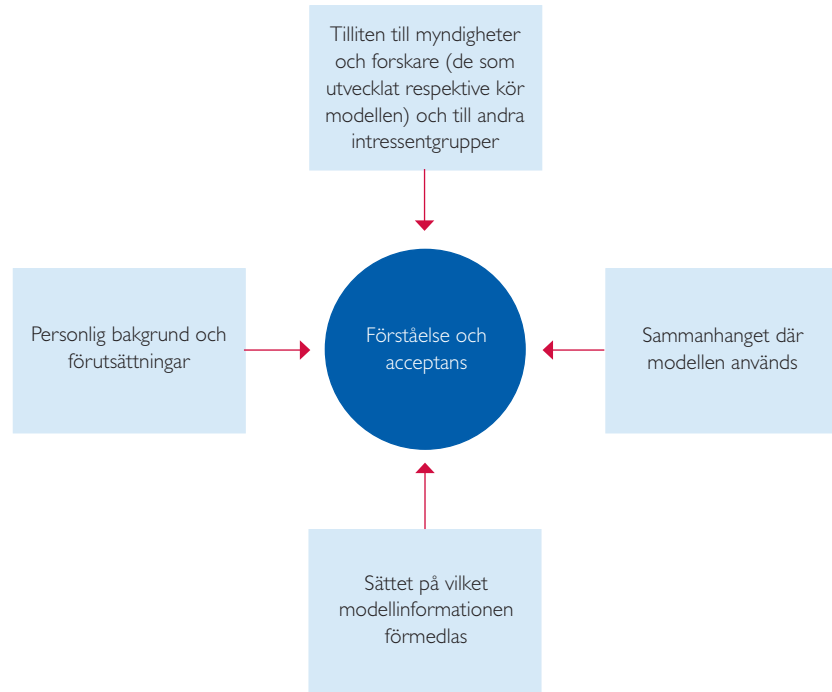 Tilliten till myndigheter
och forskare (de som
utvecklat respektive kör
modellen) och till andra
intressentgrupper
Personlig bakgrund och
förutsättningar
Förståelse och
acceptans
Sammanhanget där
modellen används
Sättet på vilket
modellinformationen
förmedlas